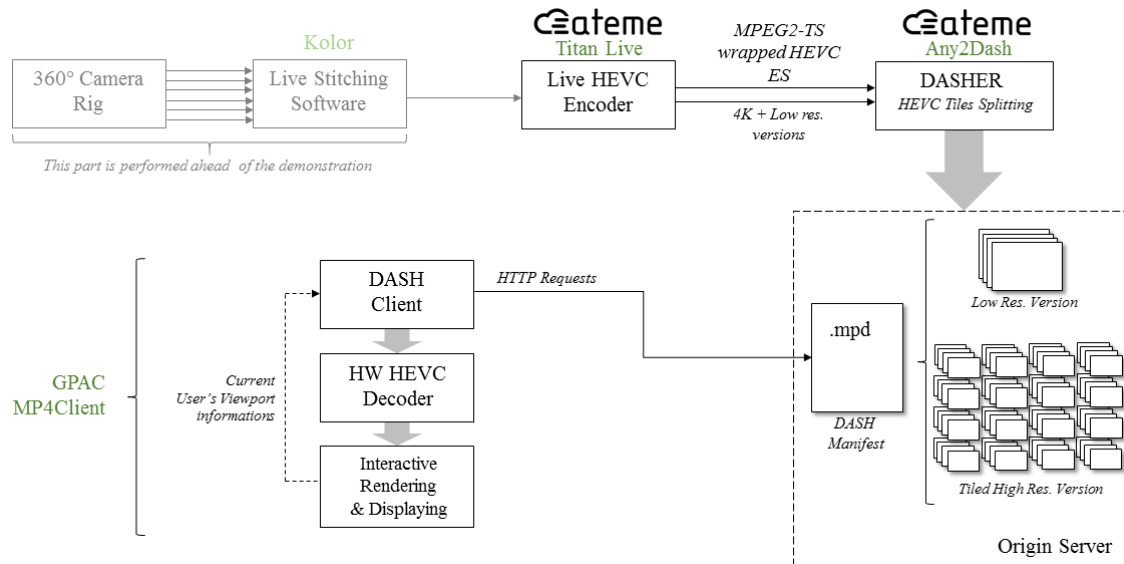 ateme
ateme
Kolor
Titan Live
MPEG2-TS
wrapped HEVC
ES
Any2Dash
360° Camera
Rig
Live Stitching
Software
Live HEVC
Encoder
DASHER
HEVC Tiles Splitting
4K + Low res.
versions
This part is performed ahead of the demonstration
DASH
Client
HTTP Requests
Low Res. Version
.mpd
HW HEVC
Decoder
GPAC
MP4Client
Current
User's Viewport
informations
DASH
Manifest
Interactive
Rendering
& Displaying
Tiled High Res. Version
Origin Server